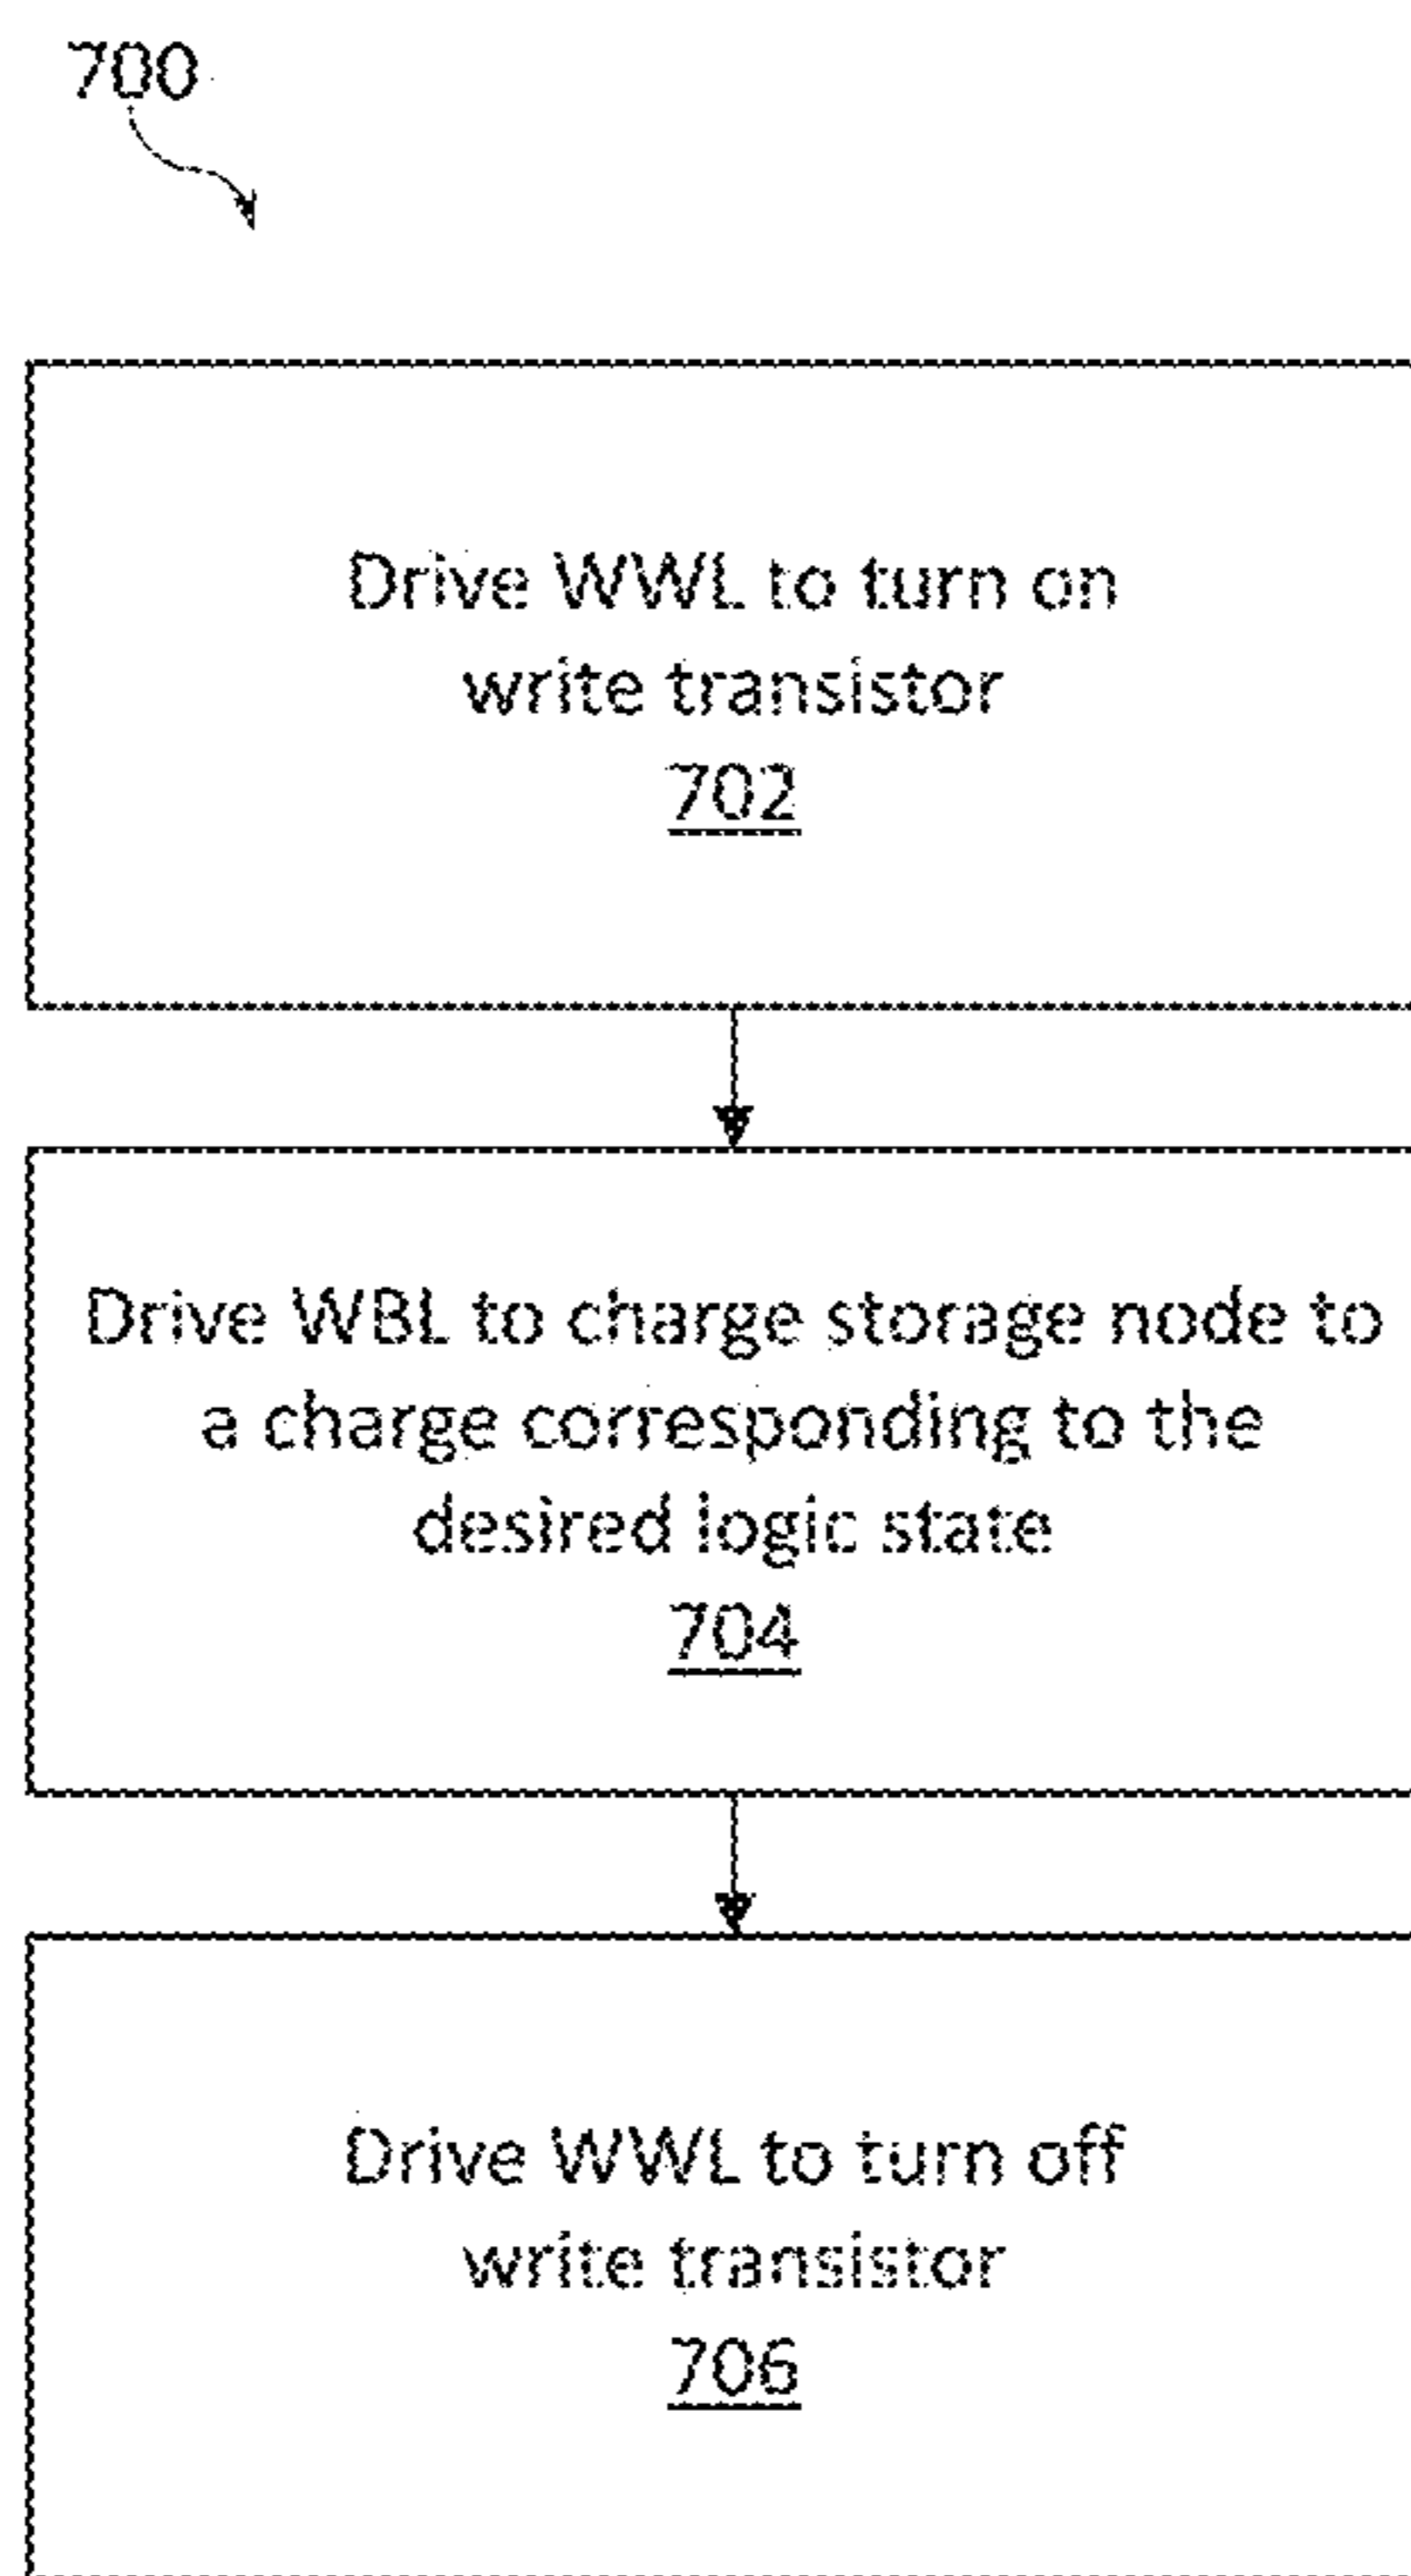 700
Drive WWL to turn on
write transistor
702
Drive WBL to charge storage node to
a charge corresponding to the
desired logic state
704
Drive WWL to turn off
write transistor
706